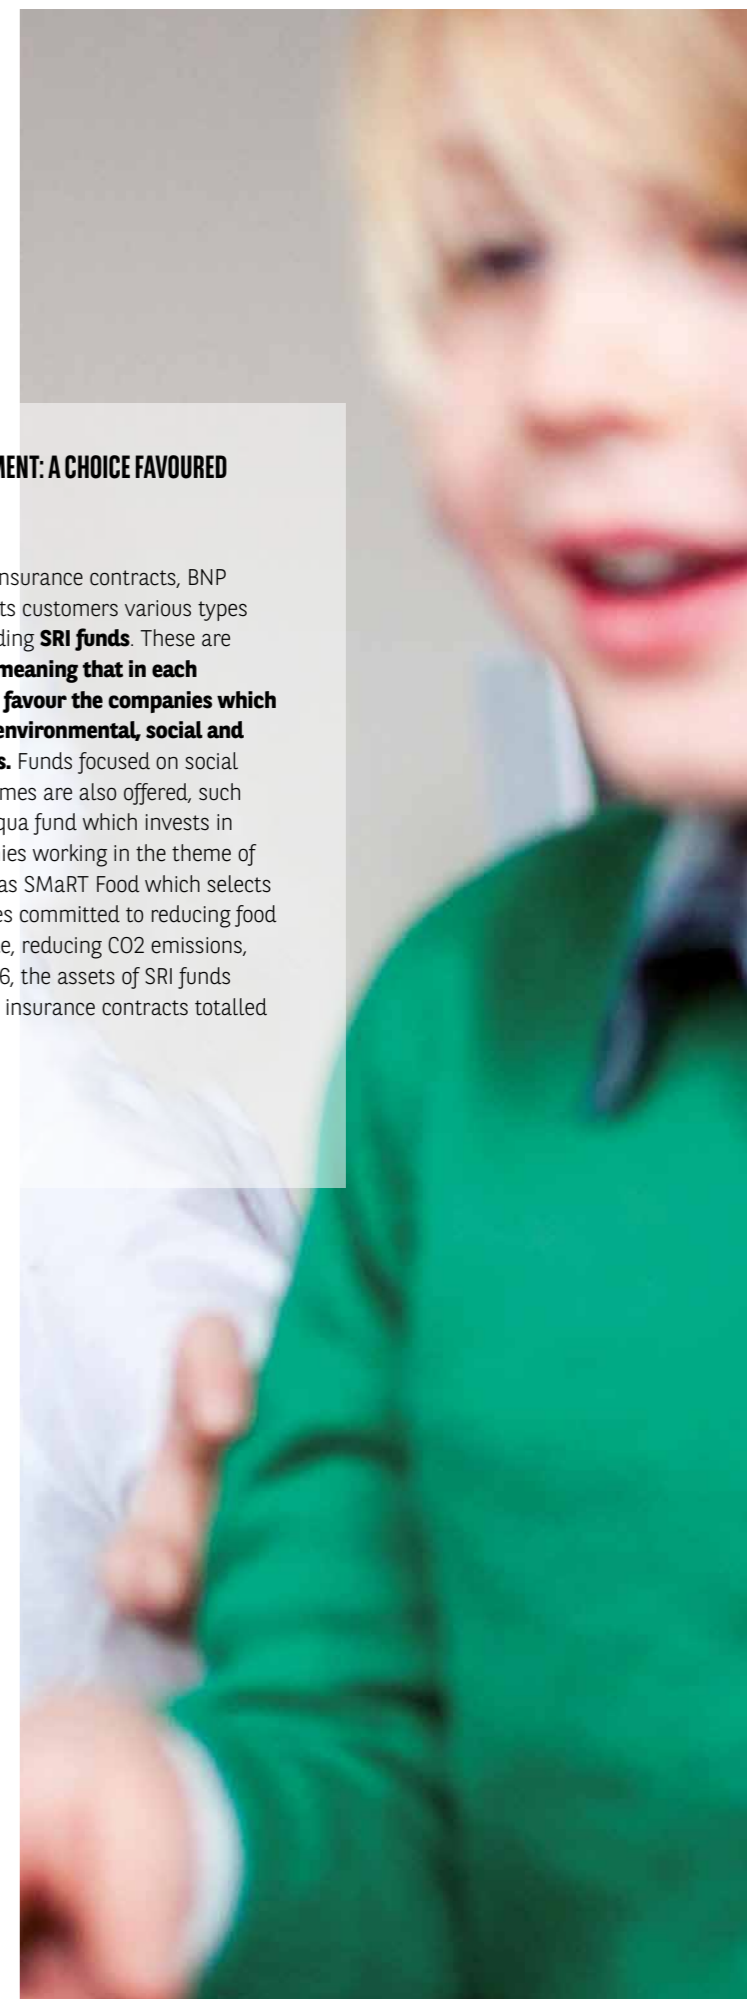 MENT: A CHOICE FAVOURED
nsurance contracts, BNP
ts customers various types
ding SRI funds. These are
meaning that in each
favour the companies which
environmental, social and
s. Funds focused on social
mes are also offered, such
qua fund which invests in
ies working in the theme of
as SMaRT Food which selects
es committed to reducing food
e, reducing CO2 emissions,
6, the assets of SRI funds
insurance contracts totalled